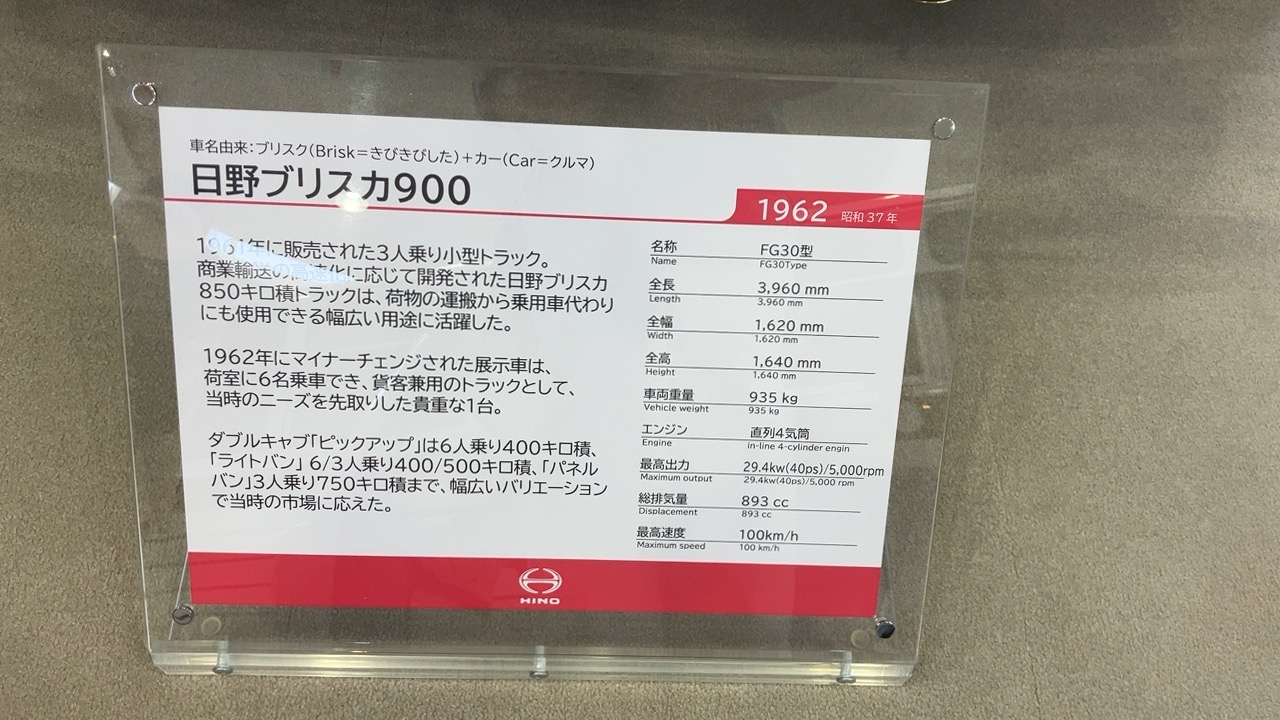 車名由来：ブリスク（Brisk＝きびきびした）＋カー（Car＝クルマ）
日野ブリスカ900
1962 昭和37年
1961年に販売された3人乗り小型トラック。
商業輸送の高速化に応じて開発された日野ブリスカ
850キロ積トラックは、荷物の運搬から乗用車代わり
にも使用できる幅広い用途に活躍した。
1962年にマイナーチェンジされた展示車は、
荷室に6名乗車でき、貨客兼用のトラックとして、
当時のニーズを先取りした貴重な1台。
ダブルキャブ「ピックアップ」は6人乗り400キロ積、
「ライトバン」 6/3人乗り400/500キロ積、「パネル
バン」3人乗り750キロ積まで、幅広いバリエーション
で当時の市場に応えた。
名称 FG30型
Name FG30Type
全長 3,960 mm
Length 3,960 mm
全幅 1,620 mm
Width 1,620 mm
全高 1,640 mm
Height 1,640 mm
車両重量 935 kg
Vehicle weight 935 kg
エンジン 直列4気筒
Engine in-line 4-cylinder engin
最高出力 29.4kw(40ps)/5,000rpm
Maximum output 29.4kw(40ps)/5,000 rpm
総排気量 893 cc
Displacement 893 cc
最高速度 100km/h
Maximum speed 100 km/h
HINO